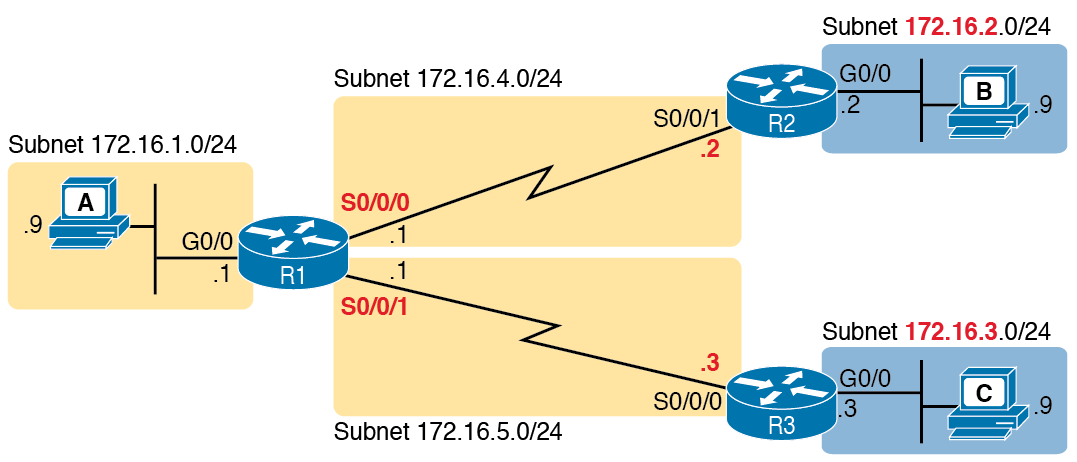 Subnet 172.16.2.0/24
Subnet 172.16.4.0/24
G0/0
B
.9
.2
S0/0/1
R2
.2
Subnet 172.16.1.0/24
A
.9
S0/0/0
.1
G0/0
.1
R1
.1
S0/0/1
Subnet 172.16.3.0/24
.3
G0/0
C
.9
S0/0/0
.3
R3
Subnet 172.16.5.0/24